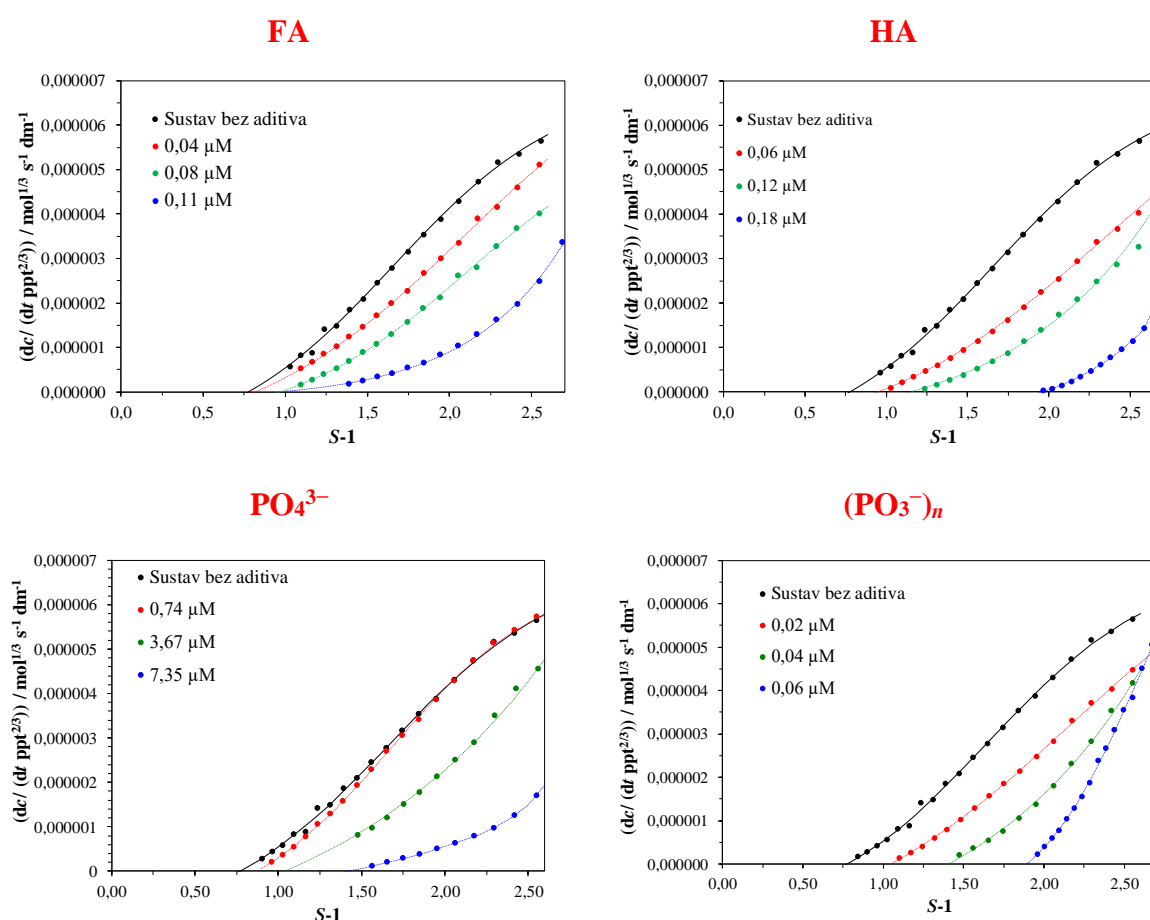 FA
(dc/ (dt ppt2/3)) / mol1/3 s-1 dm-1
0,000007
0,000006
0,000005
0,000004
0,000003
0,000002
0,000001
0,000000
Sustav bez aditiva
0,04 µM
0,08 µM
0,11 µM
0,0 0,5 1,0 1,5 2,0 2,5
S-1
HA
(dc/ (dt ppt2/3)) / mol1/3 s-1 dm-1
0,000007
0,000006
0,000005
0,000004
0,000003
0,000002
0,000001
0,000000
Sustav bez aditiva
0,06 µM
0,12 µM
0,18 µM
0,0 0,5 1,0 1,5 2,0 2,5
S-1
PO₄³⁻
(dc/ (dt ppt2/3)) / mol1/3 s-1 dm-1
0,000007
0,000006
0,000005
0,000004
0,000003
0,000002
0,000001
0
Sustav bez aditiva
0,74 µM
3,67 µM
7,35 µM
0,00 0,50 1,00 1,50 2,00 2,50
S-1
(PO₃⁻)ₙ
(dc/ (dt ppt2/3)) / mol1/3 s-1 dm-1
0,000007
0,000006
0,000005
0,000004
0,000003
0,000002
0,000001
0,000000
Sustav bez aditiva
0,02 µM
0,04 µM
0,06 µM
0,00 0,50 1,00 1,50 2,00 2,50
S-1